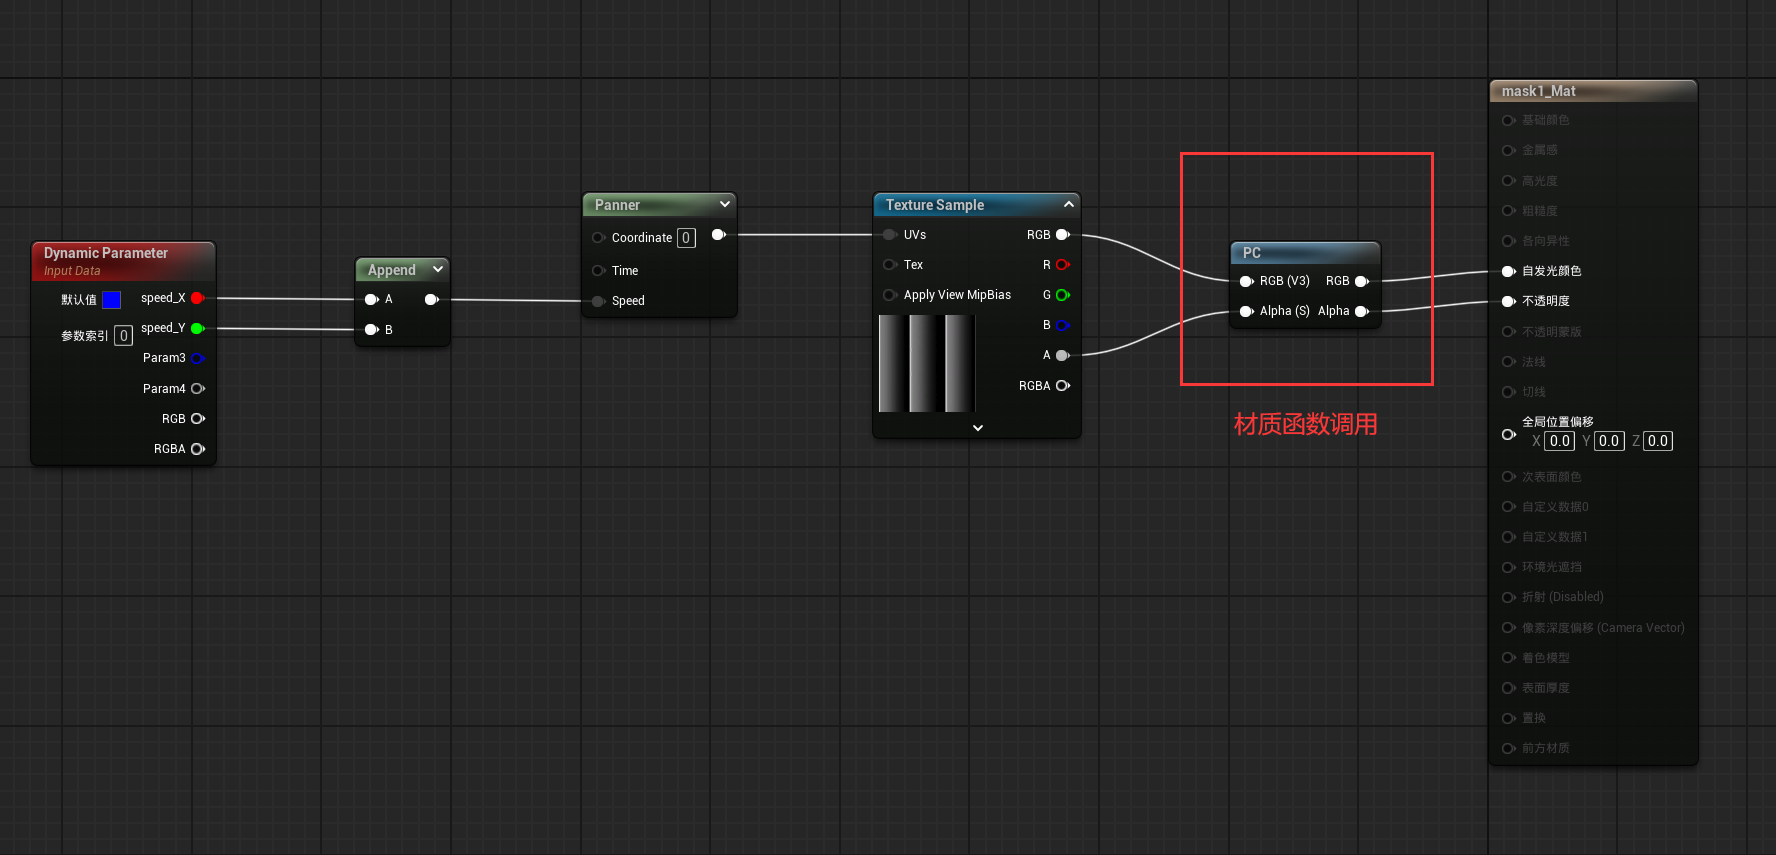 Dynamic Parameter
Input Data
默认值
speed_X
参数索引 0
speed_Y
Param3
Param4
RGB
RGBA
Append
A
B
Panner
Coordinate 0
Time
Speed
Texture Sample
UVs RGB
Tex R
Apply View MipBias G
B
A
RGBA
PC
RGB (V3) RGB
Alpha (S) Alpha
材质函数调用
mask1_Mat
基础颜色
金属感
高光度
粗糙度
各向异性
自发光颜色
不透明度
不透明蒙版
法线
切线
全局位置偏移
X 0.0 Y 0.0 Z 0.0
次表面颜色
自定义数据0
自定义数据1
环境光遮挡
折射 (Disabled)
像素深度偏移 (Camera Vector)
着色模型
表面厚度
置换
前方材质